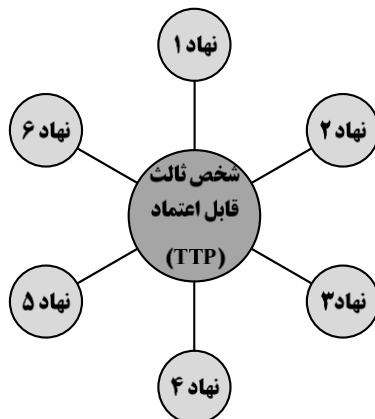 نهاد ۱
نهاد ۲
نهاد ۶
شخص ثالث
قابل اعتماد
(TTP)
نهاد۳
نهاد ۵
نهاد ۴